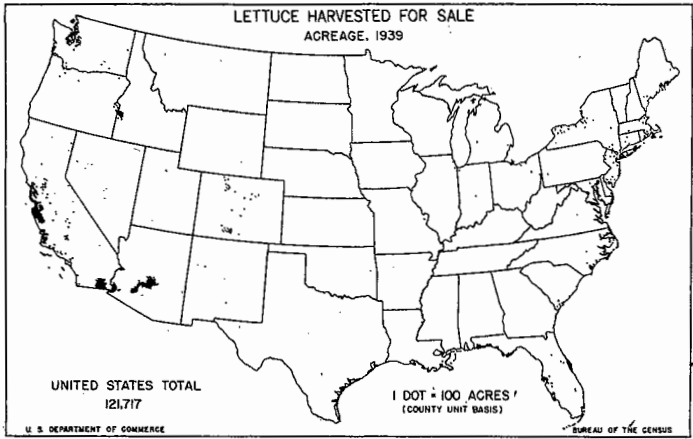 LETTUCE HARVESTED FOR SALE
ACREAGE, 1939
UNITED STATES TOTAL
121,717
1 DOT = 100 ACRES
(COUNTY UNIT BASIS)
U. S. DEPARTMENT OF COMMERCE
BUREAU OF THE CENSUS